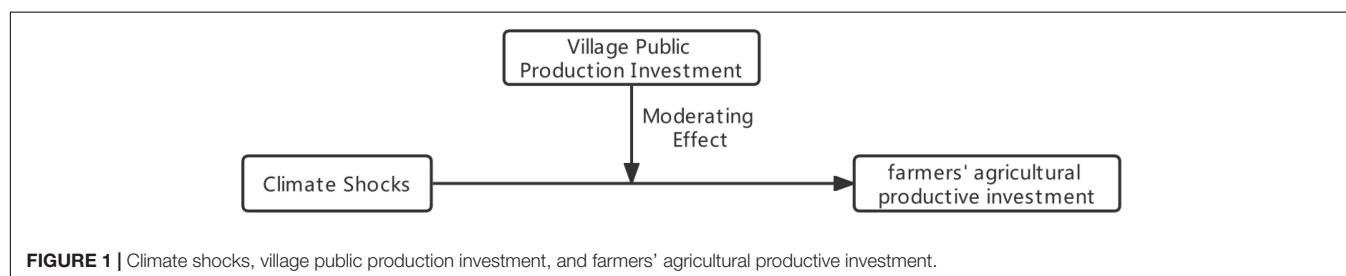 Village Public
Production Investment
Moderating
Effect
Climate Shocks
farmers' agricultural
productive investment
FIGURE 1 | Climate shocks, village public production investment, and farmers’ agricultural productive investment.